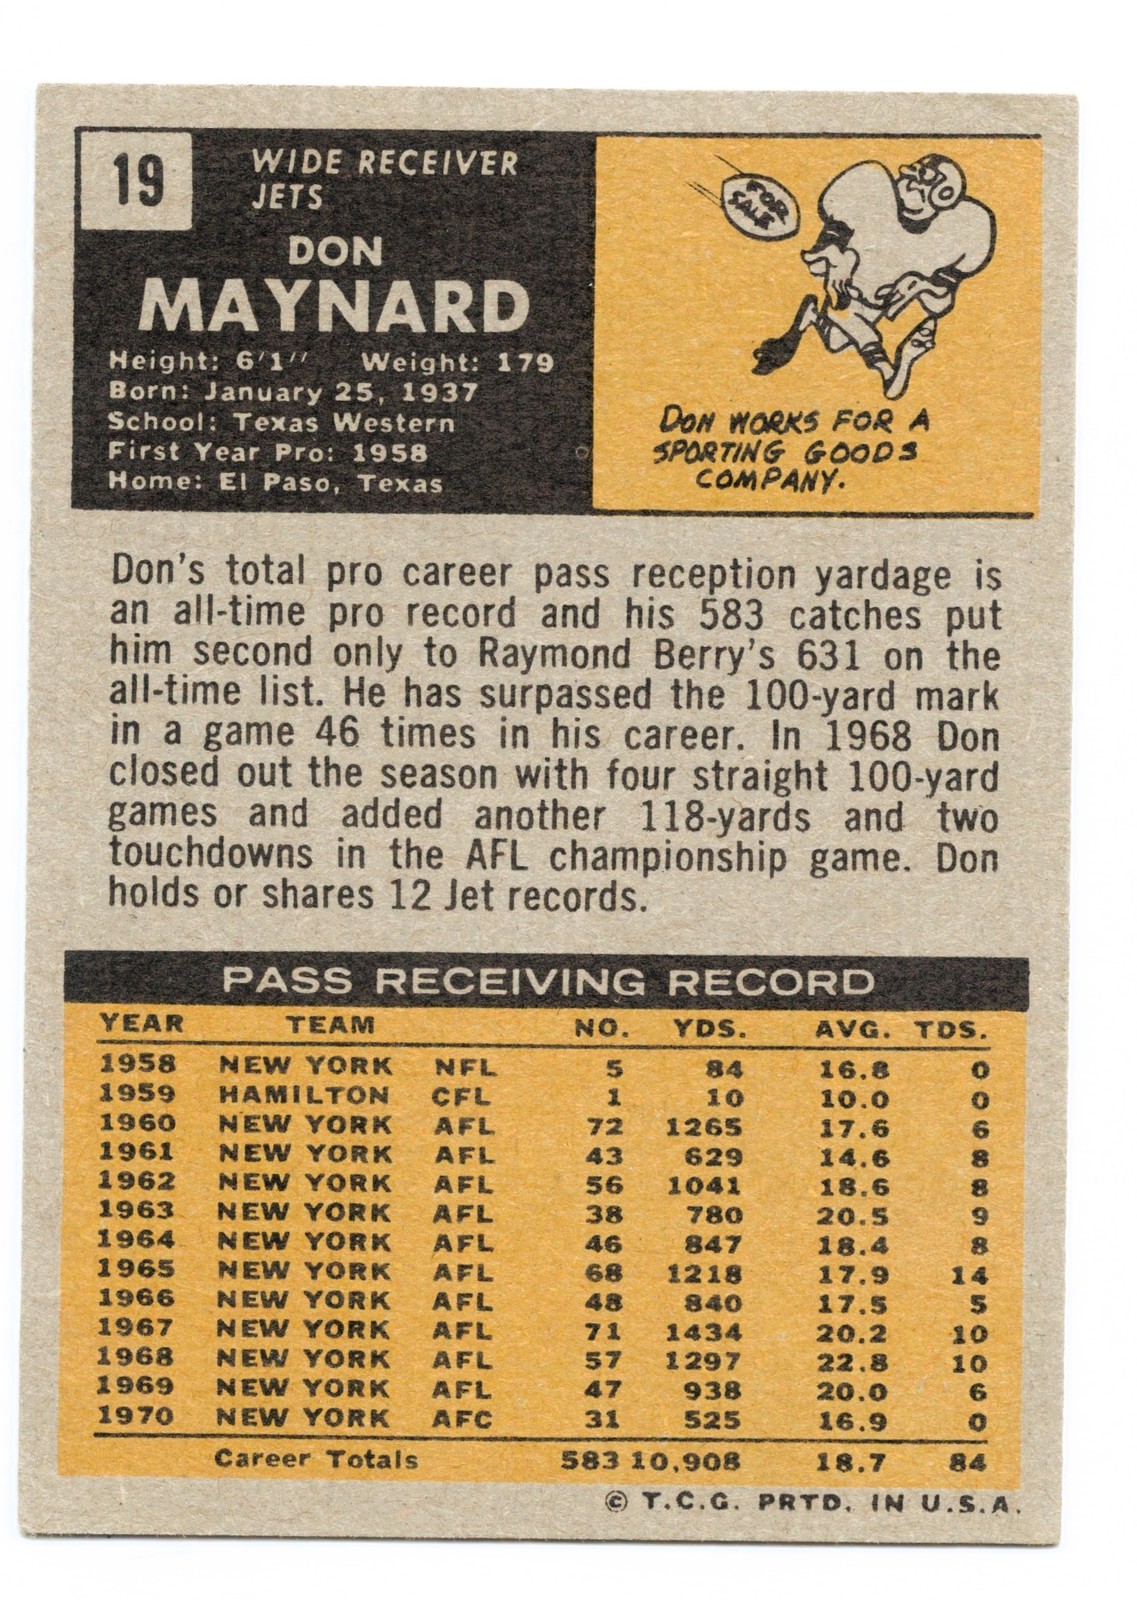 19
WIDE RECEIVER
JETS
DON
MAYNARD
Height: 6'1" Weight: 179
Born: January 25, 1937
School: Texas Western
First Year Pro: 1958
Home: El Paso, Texas
FOR
SALE
DON WORKS FOR A
SPORTING GOODS
COMPANY.
Don's total pro career pass reception yardage is
an all-time pro record and his 583 catches put
him second only to Raymond Berry's 631 on the
all-time list. He has surpassed the 100-yard mark
in a game 46 times in his career. In 1968 Don
closed out the season with four straight 100-yard
games and added another 118-yards and two
touchdowns in the AFL championship game. Don
holds or shares 12 Jet records.
PASS RECEIVING RECORD
YEAR TEAM NO. YDS. AVG. TDS.
1958 NEW YORK NFL 5 84 16.8 0
1959 HAMILTON CFL 1 10 10.0 0
1960 NEW YORK AFL 72 1265 17.6 6
1961 NEW YORK AFL 43 629 14.6 8
1962 NEW YORK AFL 56 1041 18.6 8
1963 NEW YORK AFL 38 780 20.5 9
1964 NEW YORK AFL 46 847 18.4 8
1965 NEW YORK AFL 68 1218 17.9 14
1966 NEW YORK AFL 48 840 17.5 5
1967 NEW YORK AFL 71 1434 20.2 10
1968 NEW YORK AFL 57 1297 22.8 10
1969 NEW YORK AFL 47 938 20.0 6
1970 NEW YORK AFC 31 525 16.9 0
Career Totals 583 10,908 18.7 84
© T.C.G. PRTD. IN U.S.A.